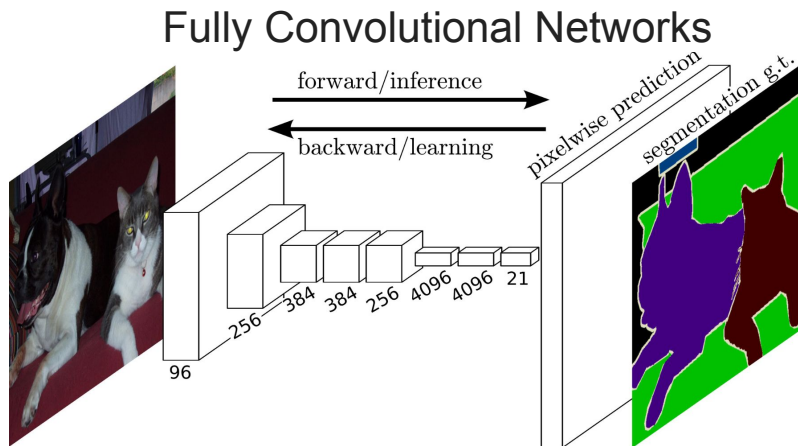 Fully Convolutional Networks
forward/inference
backward/learning
pixelwise prediction
segmentation g.t.
96
256
384
384
256
4096
4096
21